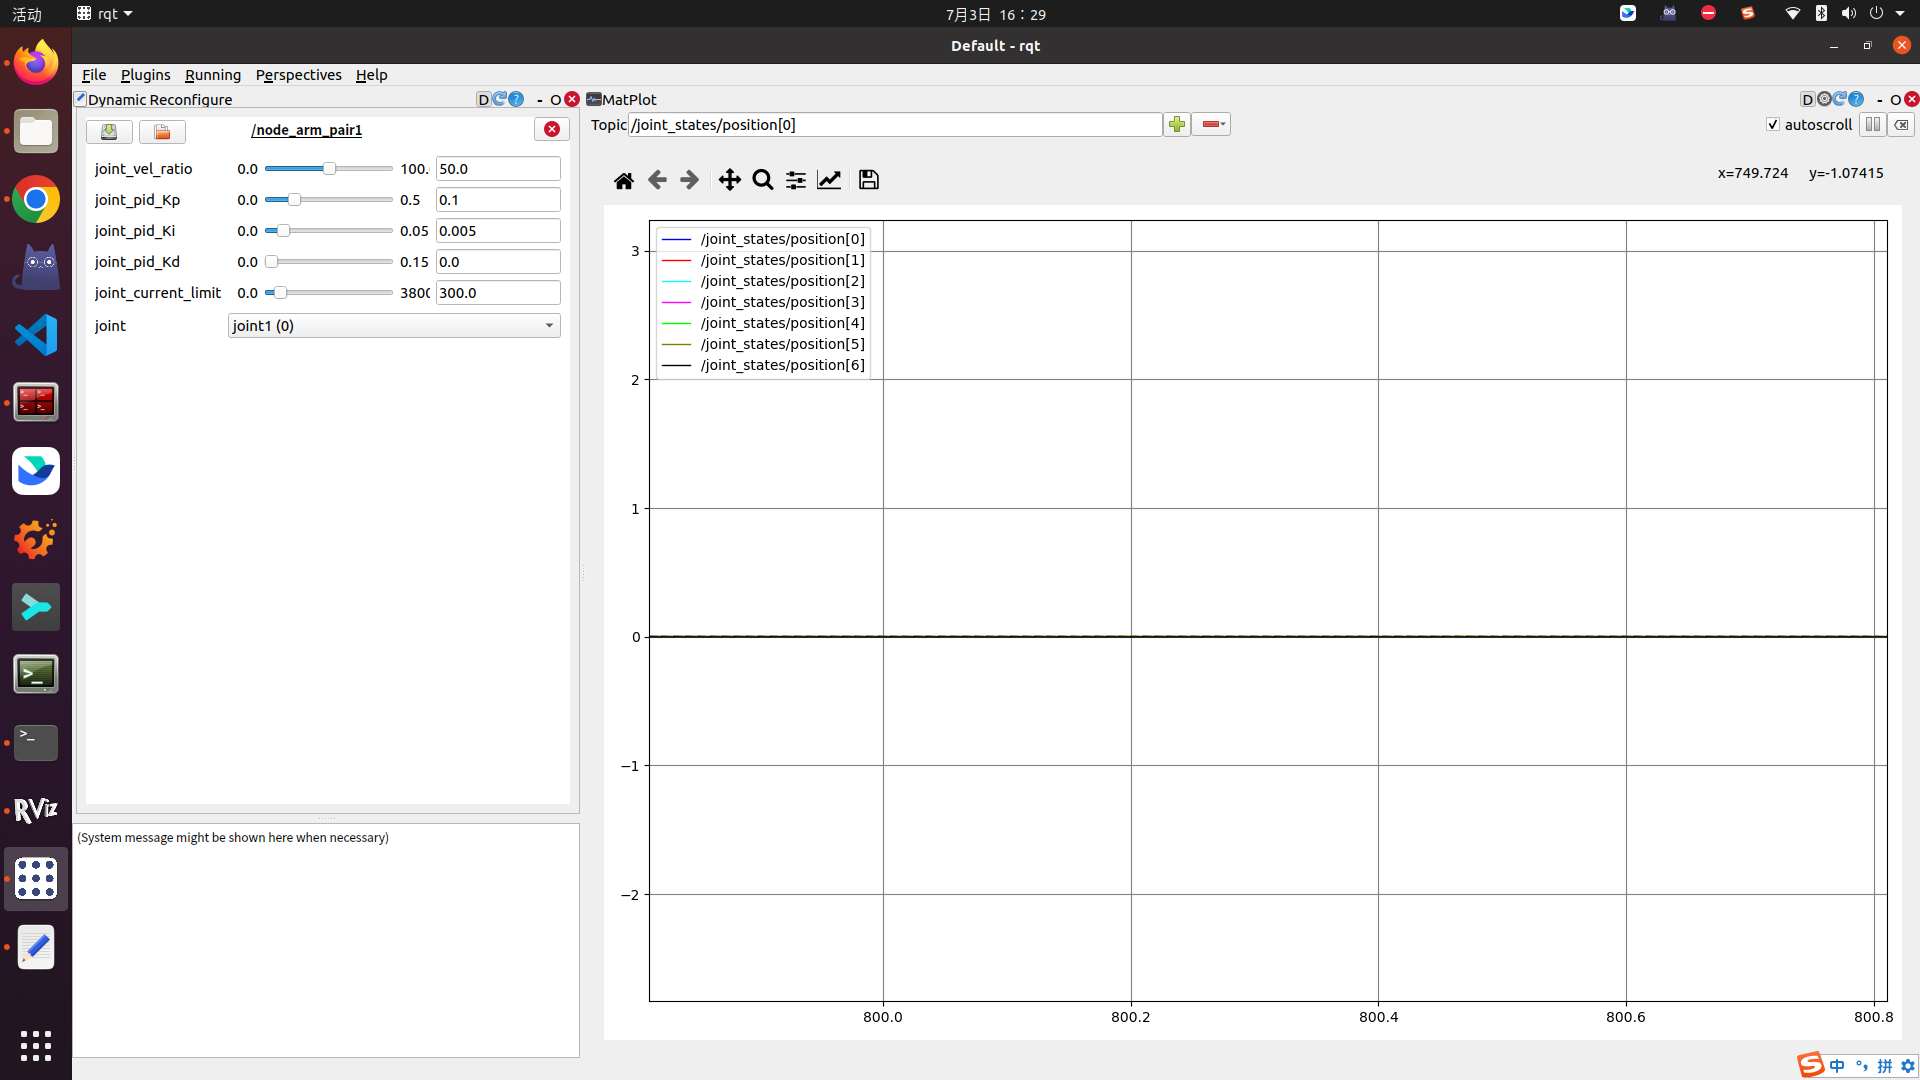 活动
rqt
7月3日 16：29
Default - rqt
File Plugins Running Perspectives Help
Dynamic Reconfigure
D
?
- O
MatPlot
D
?
- O
/node_arm_pair1
Topic /joint_states/position[0]
autoscroll
joint_vel_ratio 0.0 100. 50.0
joint_pid_Kp 0.0 0.5 0.1
joint_pid_Ki 0.0 0.05 0.005
joint_pid_Kd 0.0 0.15 0.0
joint_current_limit 0.0 3800 300.0
joint joint1 (0)
(System message might be shown here when necessary)
x=749.724 y=-1.07415
/joint_states/position[0]
/joint_states/position[1]
/joint_states/position[2]
/joint_states/position[3]
/joint_states/position[4]
/joint_states/position[5]
/joint_states/position[6]
3
2
1
0
−1
−2
800.0 800.2 800.4 800.6 800.8
RViz
>_
>_
S 中 °, 拼